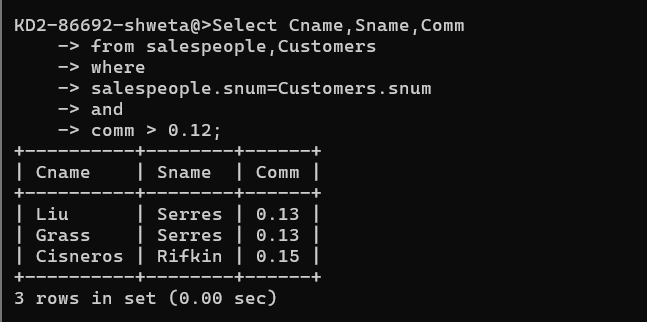 KD2-86692-shweta@>Select Cname,Sname,Comm
    -> from salespeople,Customers
    -> where
    -> salespeople.snum=Customers.snum
    -> and
    -> comm > 0.12;
+----------+--------+------+
| Cname    | Sname  | Comm |
+----------+--------+------+
| Liu      | Serres | 0.13 |
| Grass    | Serres | 0.13 |
| Cisneros | Rifkin | 0.15 |
+----------+--------+------+
3 rows in set (0.00 sec)